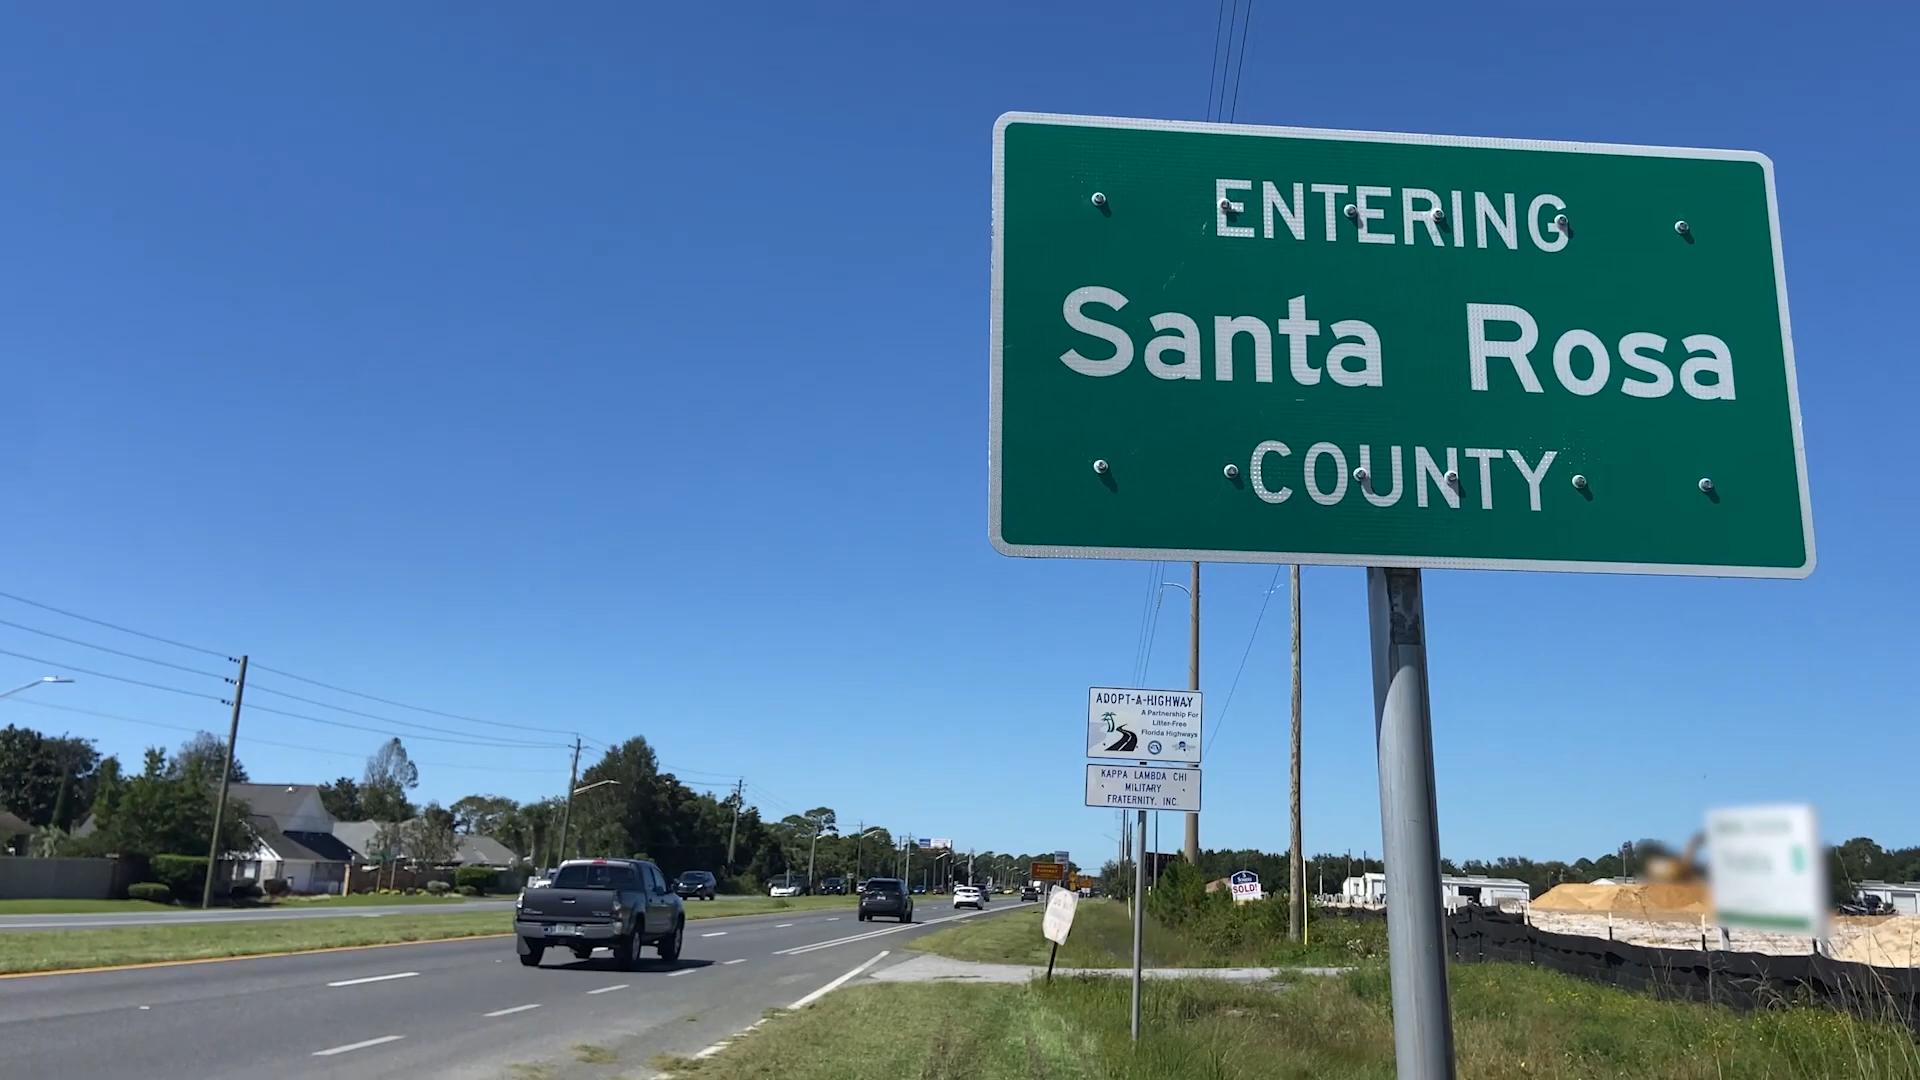 ENTERING
Santa Rosa
COUNTY
ADOPT-A-HIGHWAY
A Partnership For
Litter-Free
Florida Highways
KAPPA LAMBDA CHI
MILITARY
FRATERNITY, INC.
SOLD!